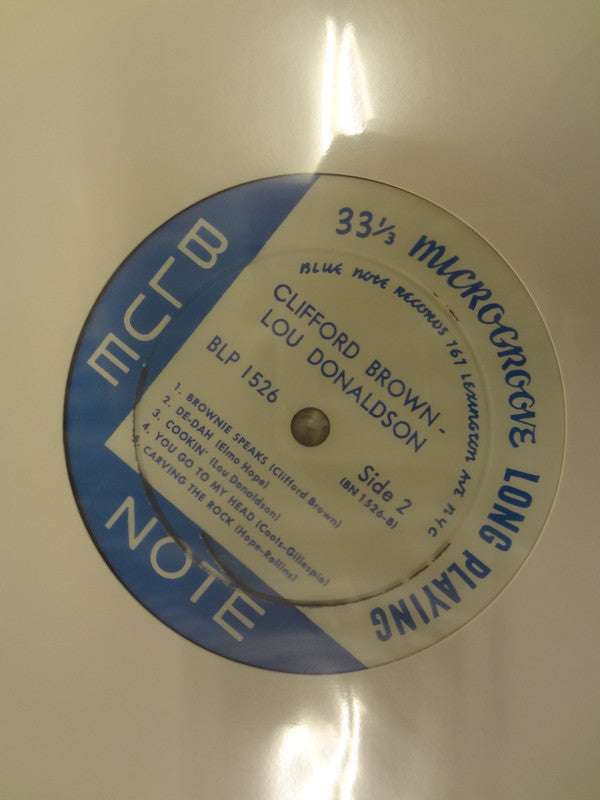 33⅓ MICROGROOVE LONG PLAYING
BLUE NOTE RECORDS 767 LEXINGTON AVE NYC
BLUE
NOTE
CLIFFORD BROWN -
LOU DONALDSON
BLP 1526
Side 2
(BN 1526-B)
1. BROWNIE SPEAKS (Clifford Brown)
2. DE-DAH (Elmo Hope)
3. COOKIN' (Lou Donaldson)
4. YOU GO TO MY HEAD (Coots-Gillespie)
5. CARVING THE ROCK (Hope-Rollins)